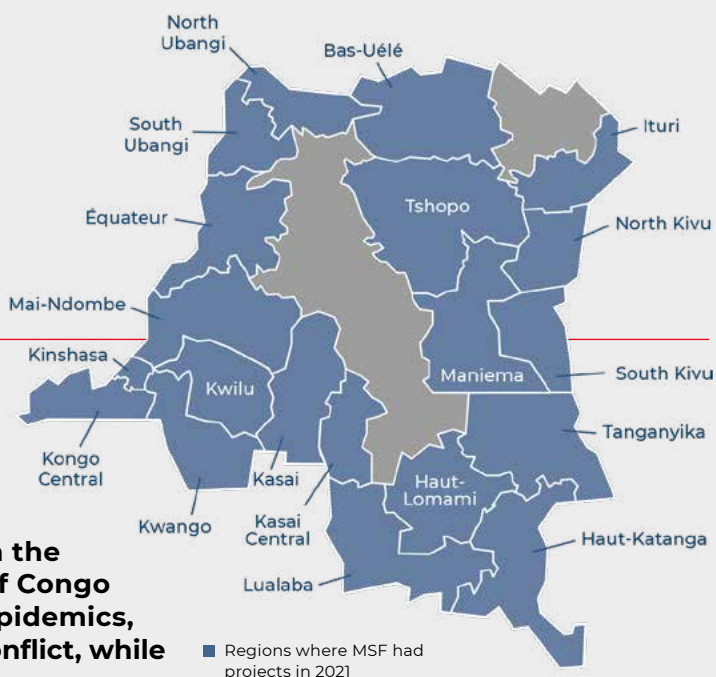 North
Ubangi
Bas-Uélé
South
Ubangi
Ituri
Tshopo
Équateur
North Kivu
Mai-Ndombe
Kinshasa
Kwilu
Maniema
South Kivu
Tanganyika
Kongo
Central
Kasai
Haut-
Lomami
Kwango
Kasai
Central
Haut-Katanga
Lualaba
the
f Congo
pidemics,
nflict, while
Regions where MSF had
projects in 2021